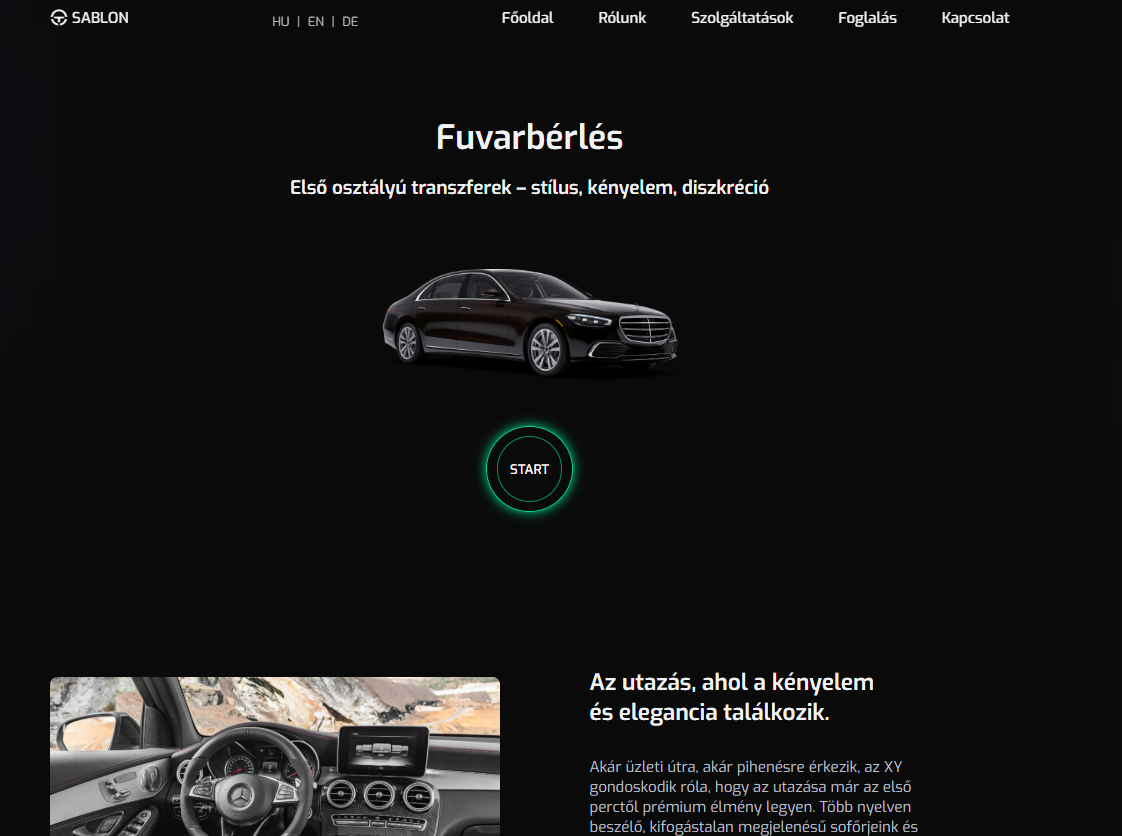 SABLON
HU | EN | DE
Főoldal
Rólunk
Szolgáltatások
Foglalás
Kapcsolat
Fuvarbérlés
Első osztályú transzferek – stílus, kényelem, diszkréció
START
Az utazás, ahol a kényelem
és elegancia találkozik.
Akár üzleti útra, akár pihenésre érkezik, az XY
gondoskodik róla, hogy az utazása már az első
perctől prémium élmény legyen. Több nyelven
beszélő, kifogástalan megjelenésű sofőrjeink és